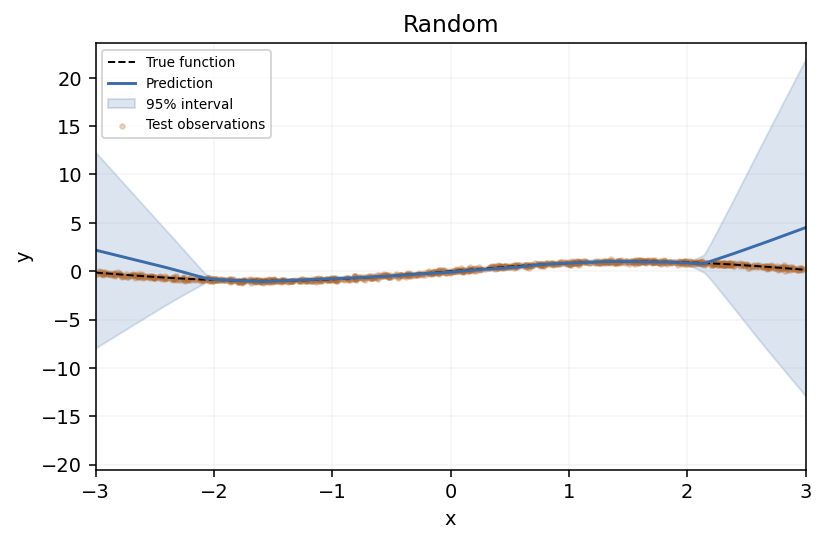 Random
True function
Prediction
95% interval
Test observations
20
15
10
5
0
−5
−10
−15
−20
y
−3 −2 −1 0 1 2 3
x